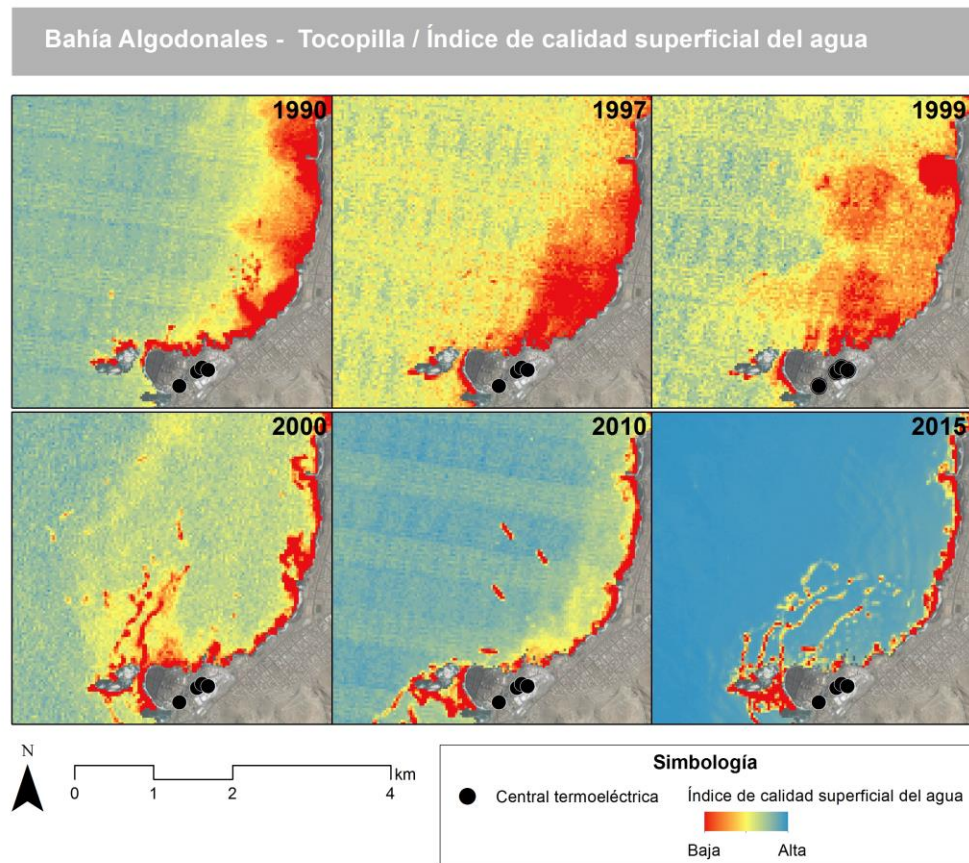 Bahía Algodonales - Tocopilla / Índice de calidad superficial del agua
1990
1997
1999
2000
2010
2015
N
km
0 1 2 4
Simbología
Central termoeléctrica
Índice de calidad superficial del agua
Baja Alta